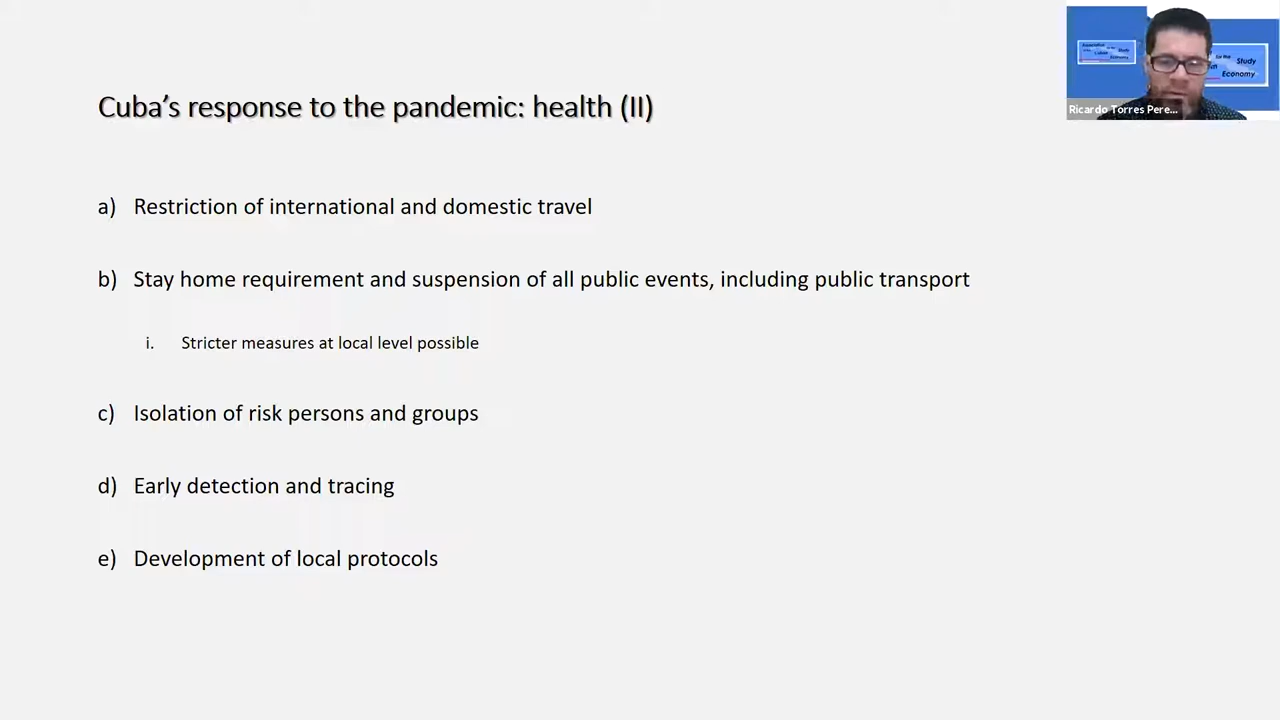 Cuba's response to the pandemic: health (II)
a) Restriction of international and domestic travel
b) Stay home requirement and suspension of all public events, including public transport
i. Stricter measures at local level possible
c) Isolation of risk persons and groups
d) Early detection and tracing
e) Development of local protocols
Study
Economy
Ricardo Torres Pere...